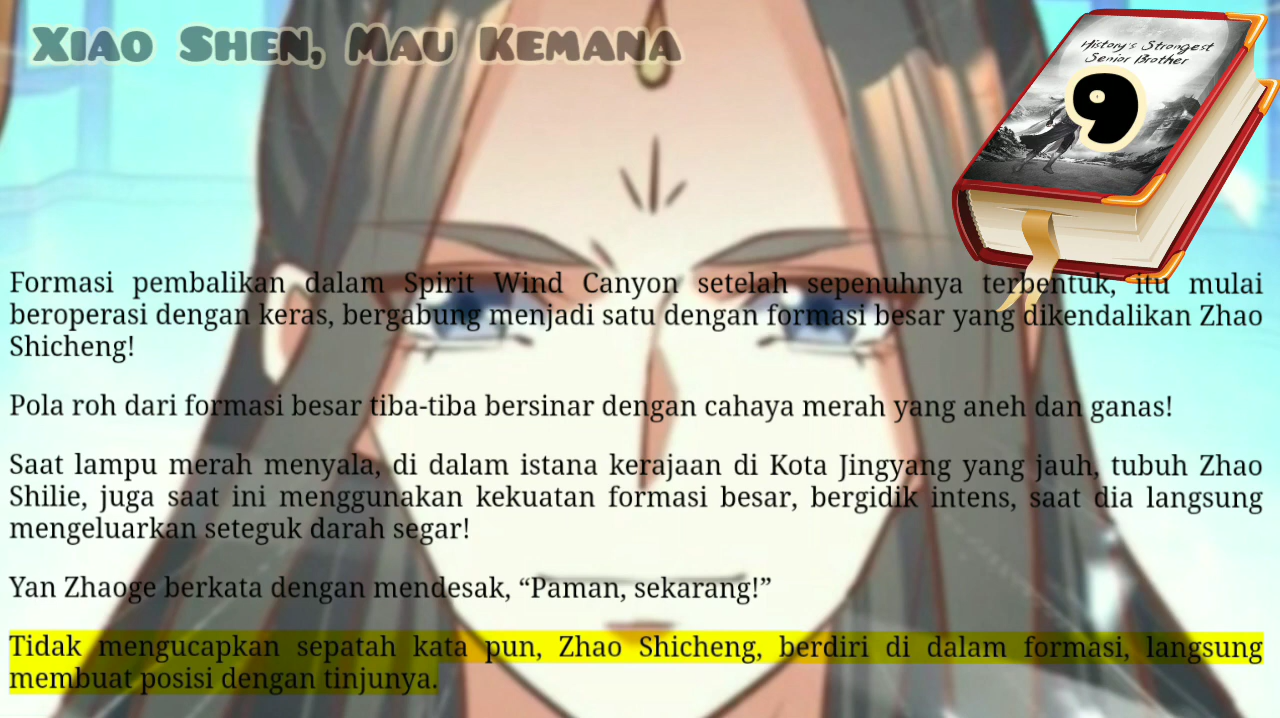 Xiao Shen, Mau Kemana
History's Strongest
Senior Brother
9
Formasi pembalikan dalam Spirit Wind Canyon setelah sepenuhnya terbentuk, itu mulai
beroperasi dengan keras, bergabung menjadi satu dengan formasi besar yang dikendalikan Zhao
Shicheng!
Pola roh dari formasi besar tiba-tiba bersinar dengan cahaya merah yang aneh dan ganas!
Saat lampu merah menyala, di dalam istana kerajaan di Kota Jingyang yang jauh, tubuh Zhao
Shilie, juga saat ini menggunakan kekuatan formasi besar, bergidik intens, saat dia langsung
mengeluarkan seteguk darah segar!
Yan Zhaoge berkata dengan mendesak, “Paman, sekarang!”
Tidak mengucapkan sepatah kata pun, Zhao Shicheng, berdiri di dalam formasi, langsung
membuat posisi dengan tinjunya.